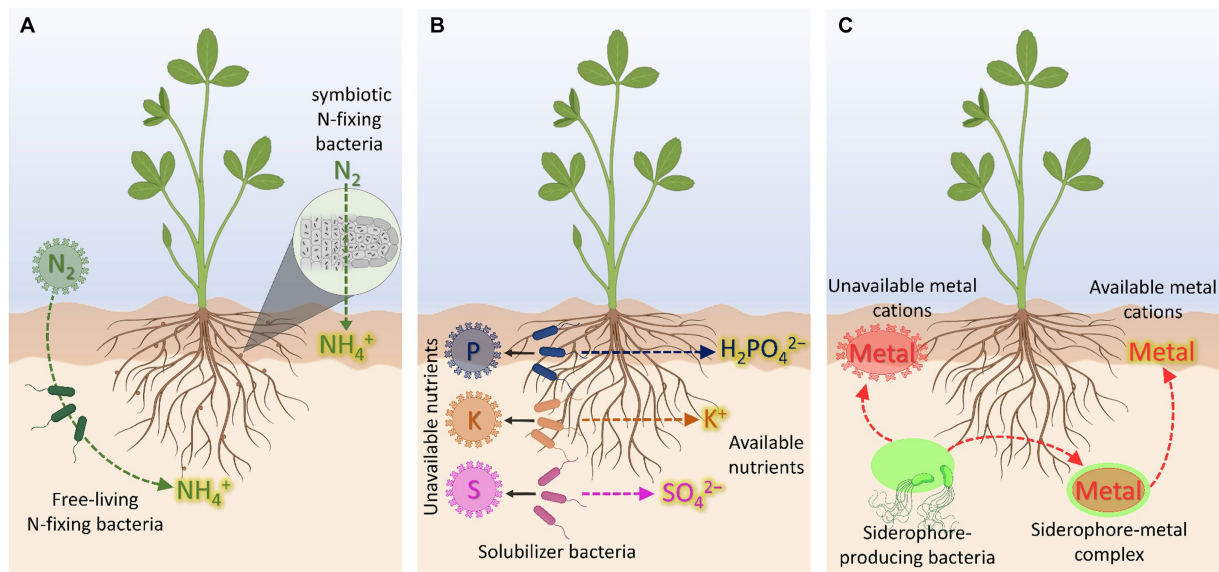 A
symbiotic
N-fixing
bacteria
N₂
N₂
NH₄⁺
NH₄⁺
Free-living
N-fixing bacteria
B
Unavailable nutrients
P
H₂PO₄²⁻
K
K⁺
Available
nutrients
S
SO₄²⁻
Solubilizer bacteria
C
Unavailable metal
cations
Available metal
cations
Metal
Metal
Metal
Siderophore-
producing bacteria
Siderophore-metal
complex